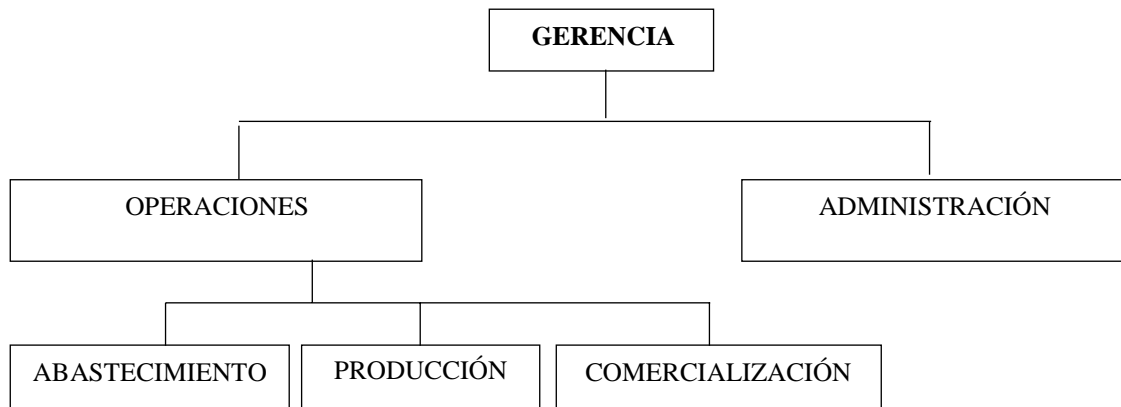 GERENCIA
OPERACIONES
ADMINISTRACIÓN
ABASTECIMIENTO
PRODUCCIÓN
COMERCIALIZACIÓN